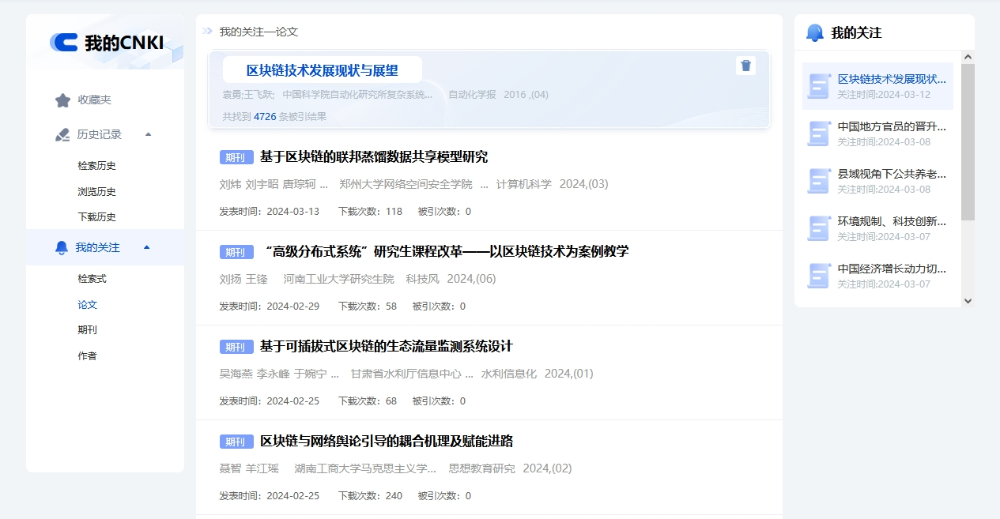 我的CNKI
收藏夹
历史记录
检索历史
浏览历史
下载历史
我的关注
检索式
论文
期刊
作者
我的关注—论文
区块链技术发展现状与展望
袁勇;王飞跃; 中国科学院自动化研究所复杂系统... 自动化学报 2016 ,(04)
共找到 4726 条被引结果
期刊 基于区块链的联邦蒸馏数据共享模型研究
刘炜 刘宇昭 唐琮轲 ... 郑州大学网络空间安全学院 ... 计算机科学 2024,(03)
发表时间：2024-03-13 下载次数：118 被引次数：0
期刊 “高级分布式系统”研究生课程改革——以区块链技术为案例教学
刘扬 王锋 河南工业大学研究生院 科技风 2024,(06)
发表时间：2024-02-29 下载次数：58 被引次数：0
期刊 基于可插拔式区块链的生态流量监测系统设计
吴海燕 李永峰 于婉宁 ... 甘肃省水利厅信息中心 ... 水利信息化 2024,(01)
发表时间：2024-02-25 下载次数：68 被引次数：0
期刊 区块链与网络舆论引导的耦合机理及赋能进路
聂智 羊江瑶 湖南工商大学马克思主义学... 思想教育研究 2024,(02)
发表时间：2024-02-25 下载次数：240 被引次数：0
我的关注
区块链技术发展现状...
关注时间:2024-03-12
中国地方官员的晋升...
关注时间:2024-03-08
县域视角下公共养老...
关注时间:2024-03-08
环境规制、科技创新...
关注时间:2024-03-07
中国经济增长动力切...
关注时间:2024-03-07